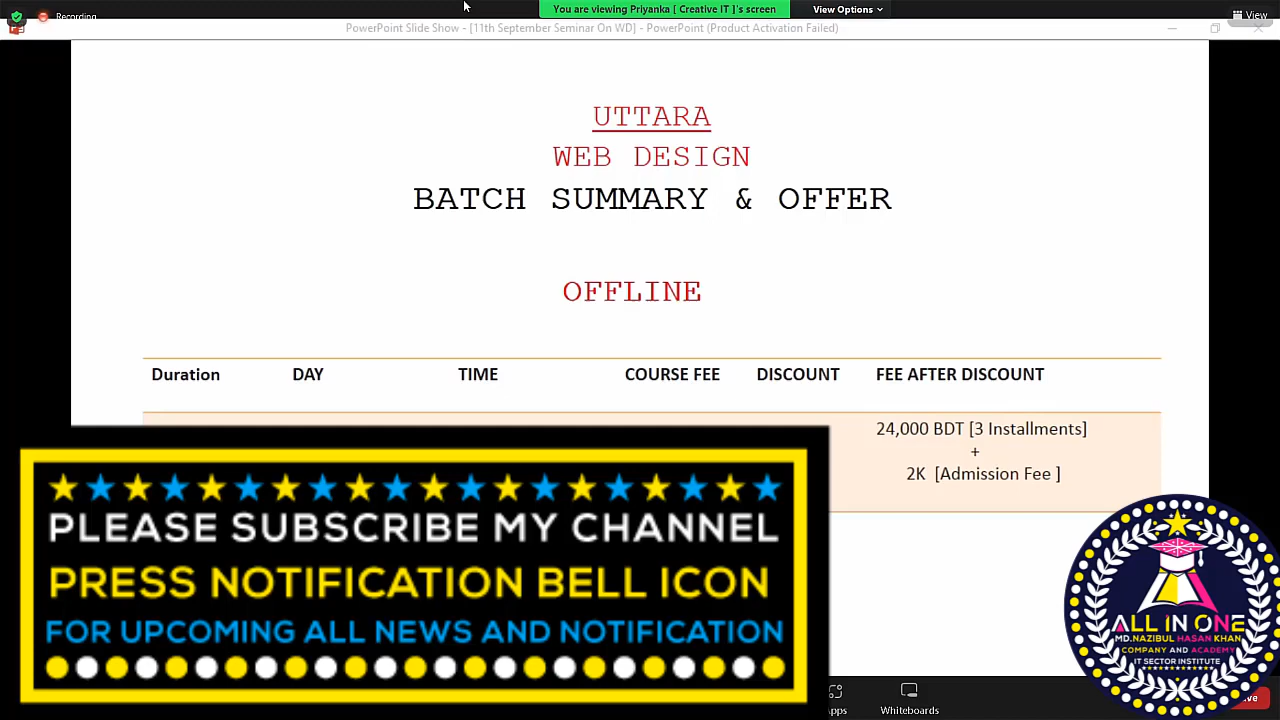 Recording
You are viewing Priyanka [ Creative IT ]'s screen
View Options
View
PowerPoint Slide Show - [11th September Seminar On WD] - PowerPoint (Product Activation Failed)
UTTARA
WEB DESIGN
BATCH SUMMARY & OFFER
OFFLINE
Duration DAY TIME COURSE FEE DISCOUNT FEE AFTER DISCOUNT
24,000 BDT [3 Installments]
+
2K [Admission Fee ]
PLEASE SUBSCRIBE MY CHANNEL
PRESS NOTIFICATION BELL ICON
FOR UPCOMING ALL NEWS AND NOTIFICATION
ALL IN ONE
MD.NAZIBUL HASAN KHAN
COMPANY AND ACADEMY
IT SECTOR INSTITUTE
Whiteboards